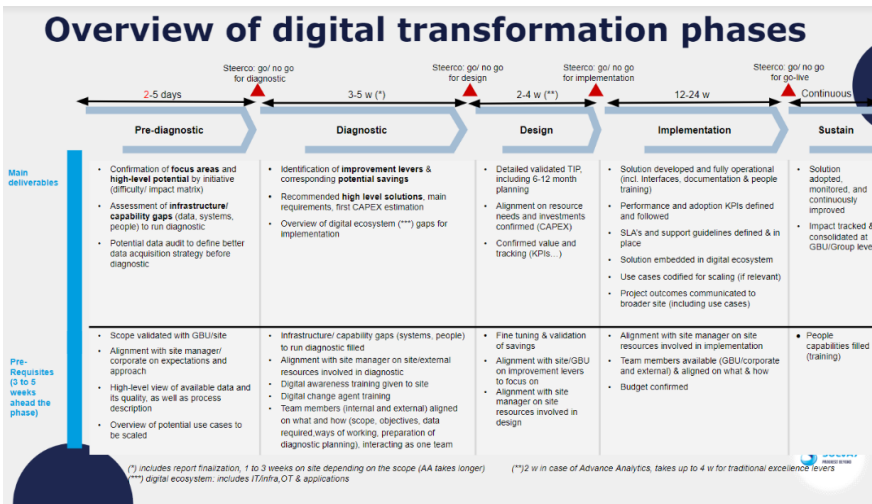 Overview of digital transformation phases
Steerco: go/ no go
for diagnostic
Steerco: go/ no go
for design
Steerco: go/ no go
for implementation
Steerco: go/ no go
for go-live
2-5 days
3-5 w (*)
2-4 w (**)
12-24 w
Continuous
Pre-diagnostic
Diagnostic
Design
Implementation
Sustain
Main
deliverables
• Confirmation of focus areas and
high-level potential by initiative
(difficulty/ impact matrix)
• Assessment of infrastructure/
capability gaps (data, systems,
people) to run diagnostic
• Potential data audit to define better
data acquisition strategy before
diagnostic
• Identification of improvement levers &
corresponding potential savings
• Recommended high level solutions, main
requirements, first CAPEX estimation
• Overview of digital ecosystem (***) gaps for
implementation
• Detailed validated TIP,
including 6-12 month
planning
• Alignment on resource
needs and investments
confirmed (CAPEX)
• Confirmed value and
tracking (KPIs…)
• Solution developed and fully operational
(incl. Interfaces, documentation & people
training)
• Performance and adoption KPIs defined
and followed
• SLA's and support guidelines defined & in
place
• Solution embedded in digital ecosystem
• Use cases codified for scaling (if relevant)
• Project outcomes communicated to
broader site (including use cases)
• Solution
adopted,
monitored, and
continuously
improved
• Impact tracked &
consolidated at
GBU/Group leve
Pre-
Requisites
(3 to 5
weeks
ahead the
phase)
• Scope validated with GBU/site
• Alignment with site manager/
corporate on expectations and
approach
• High-level view of available data and
its quality, as well as process
description
• Overview of potential use cases to
be scaled
• Infrastructure/ capability gaps (systems, people)
to run diagnostic filled
• Alignment with site manager on site/external
resources involved in diagnostic
• Digital awareness training given to site
• Digital change agent training
• Team members (internal and external) aligned
on what and how (scope, objectives, data
required,ways of working, preparation of
diagnostic planning), interacting as one team
• Fine tuning & validation
of savings
• Alignment with site/GBU
on improvement levers
to focus on
• Alignment with site
manager on site
resources involved in
design
• Alignment with site manager on site
resources involved in implementation
• Team members available (GBU/corporate
and external) & aligned on what & how
• Budget confirmed
• People
capabilities filled
(training)
(*) includes report finalization, 1 to 3 weeks on site depending on the scope (AA takes longer)
(**)2 w in case of Advance Analytics, takes up to 4 w for traditional excellence levers
(***) digital ecosystem: includes IT/infra,OT & applications